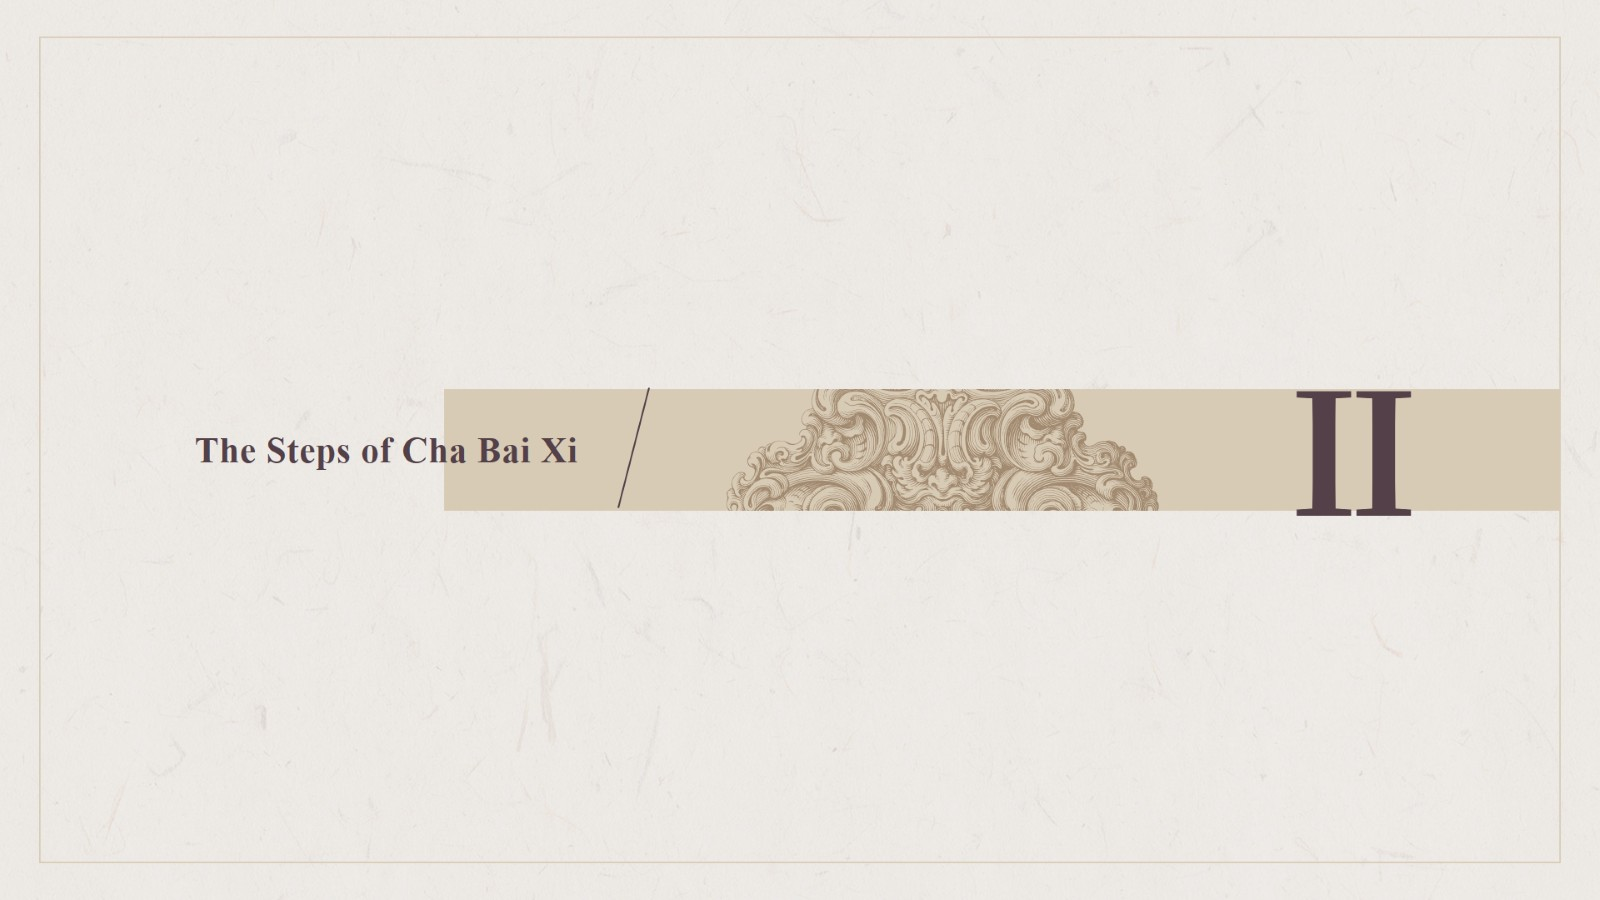 The Steps of Cha Bai Xi
II